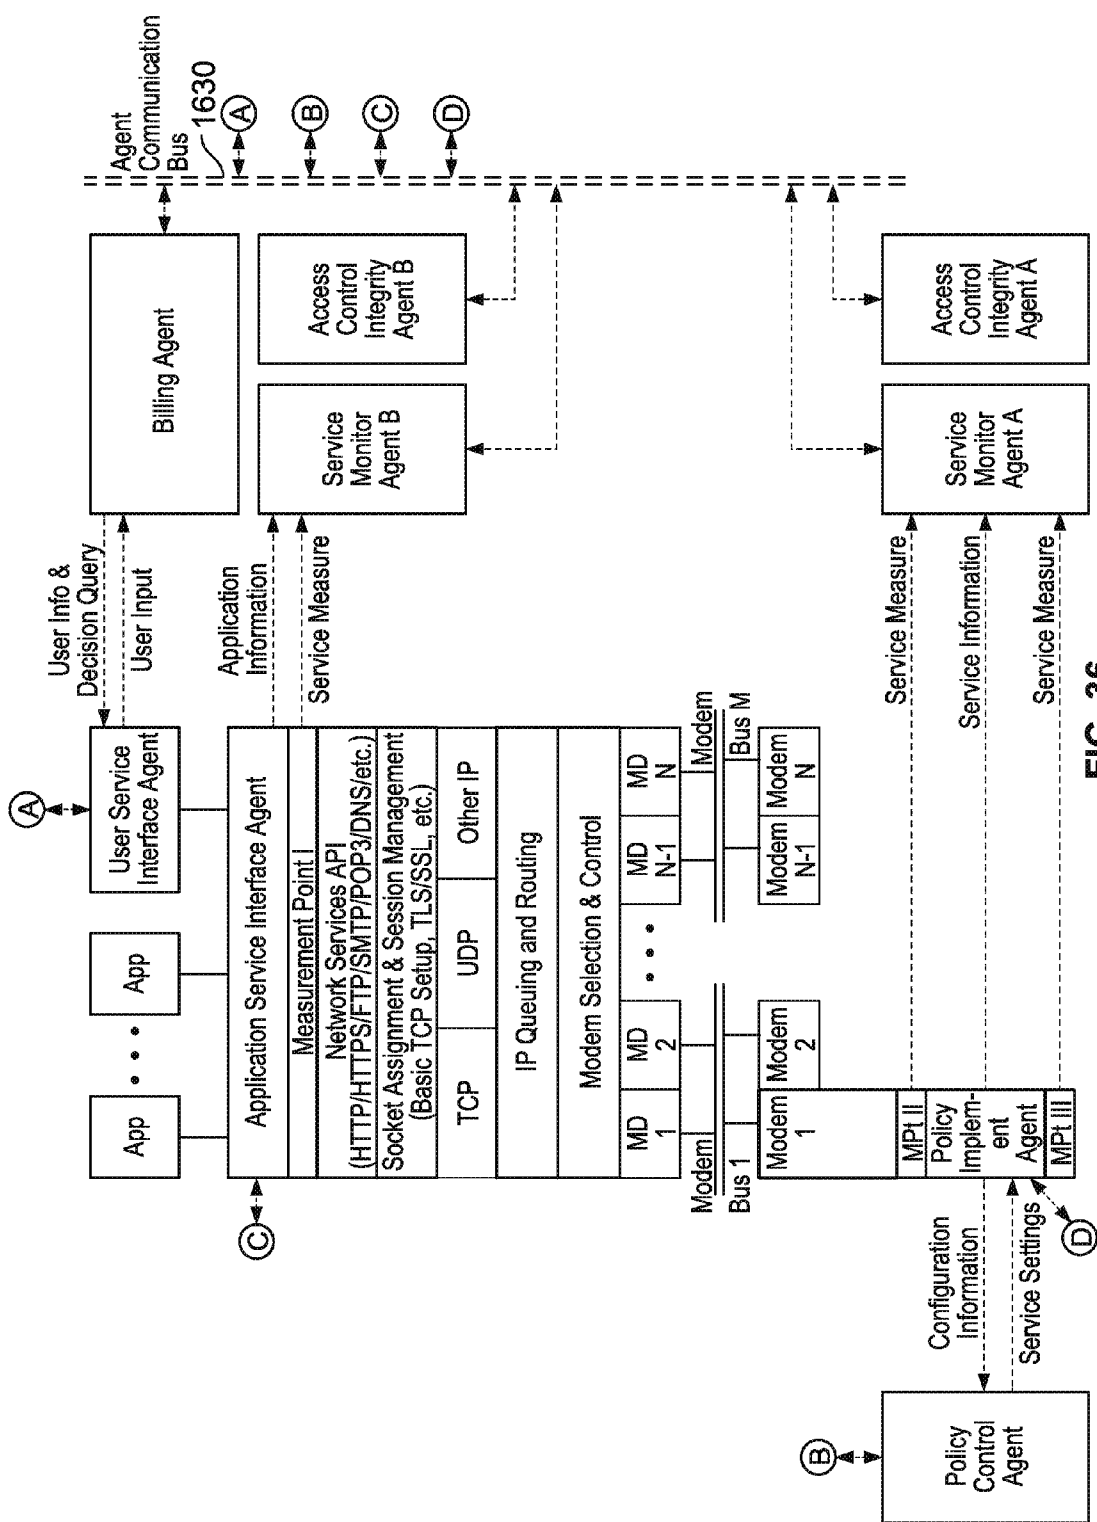 Agent
Communication
Bus
1630
A
B
C
D
Billing Agent
Access
Control
Integrity
Agent B
Service
Monitor
Agent B
Access
Control
Integrity
Agent A
Service
Monitor
Agent A
User Info &
Decision Query
User Input
Application
Information
Service Measure
Service Measure
Service Information
Service Measure
A
User Service
Interface Agent
App
App
Application Service Interface Agent
Measurement Point I
Network Services API
(HTTP/HTTPS/FTP/SMTP/POP3/DNS/etc.)
Socket Assignment & Session Management
(Basic TCP Setup, TLS/SSL, etc.)
TCP
UDP
Other IP
IP Queuing and Routing
Modem Selection & Control
MD
1
MD
2
MD
N-1
MD
N
Modem
Bus 1
Modem
Bus M
Modem
1
Modem
2
Modem
N-1
Modem
N
MPt II
Policy
Implem-
ent
Agent
MPt III
C
Configuration
Information
Service Settings
D
B
Policy
Control
Agent
FIG. 36